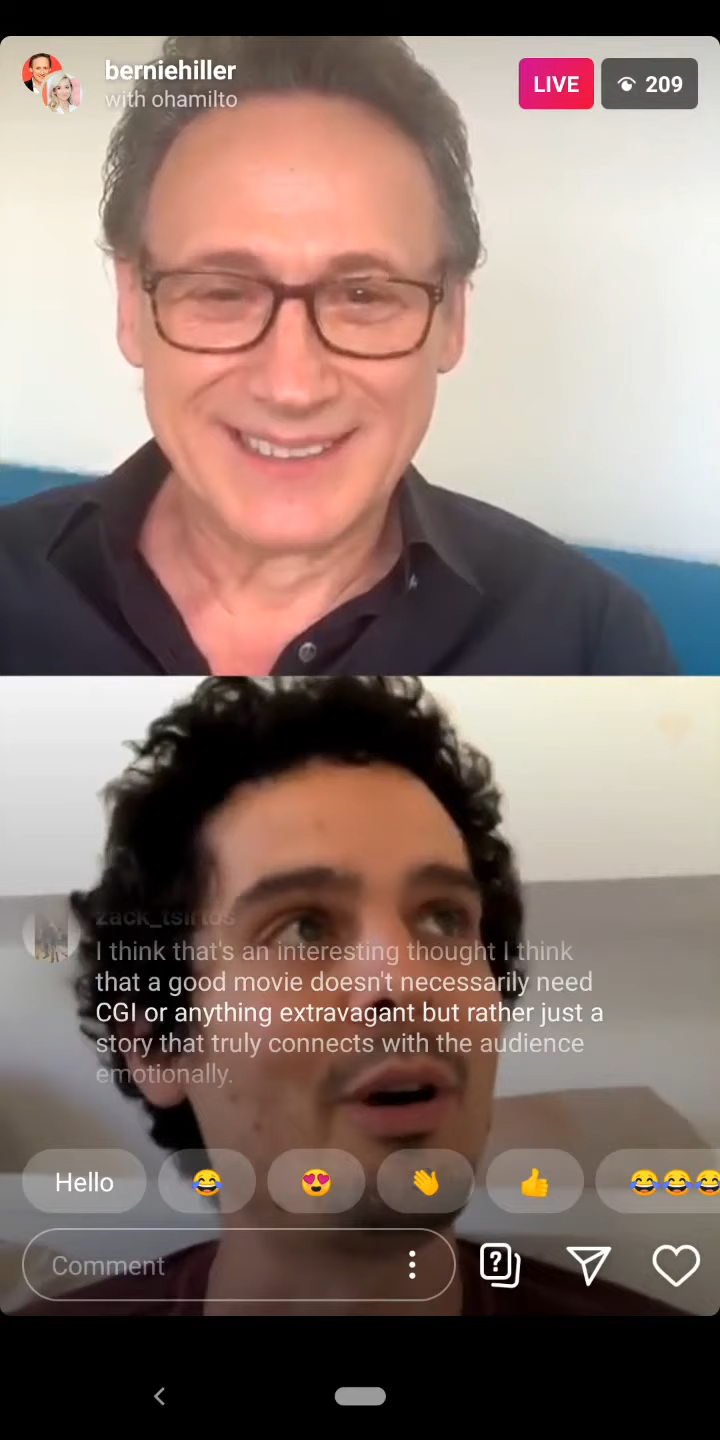 berniehiller
with ohamilto
LIVE
209
I think that's an interesting thought I think
that a good movie doesn't necessarily need
CGI or anything extravagant but rather just a
story that truly connects with the audience
emotionally.
Hello
Comment